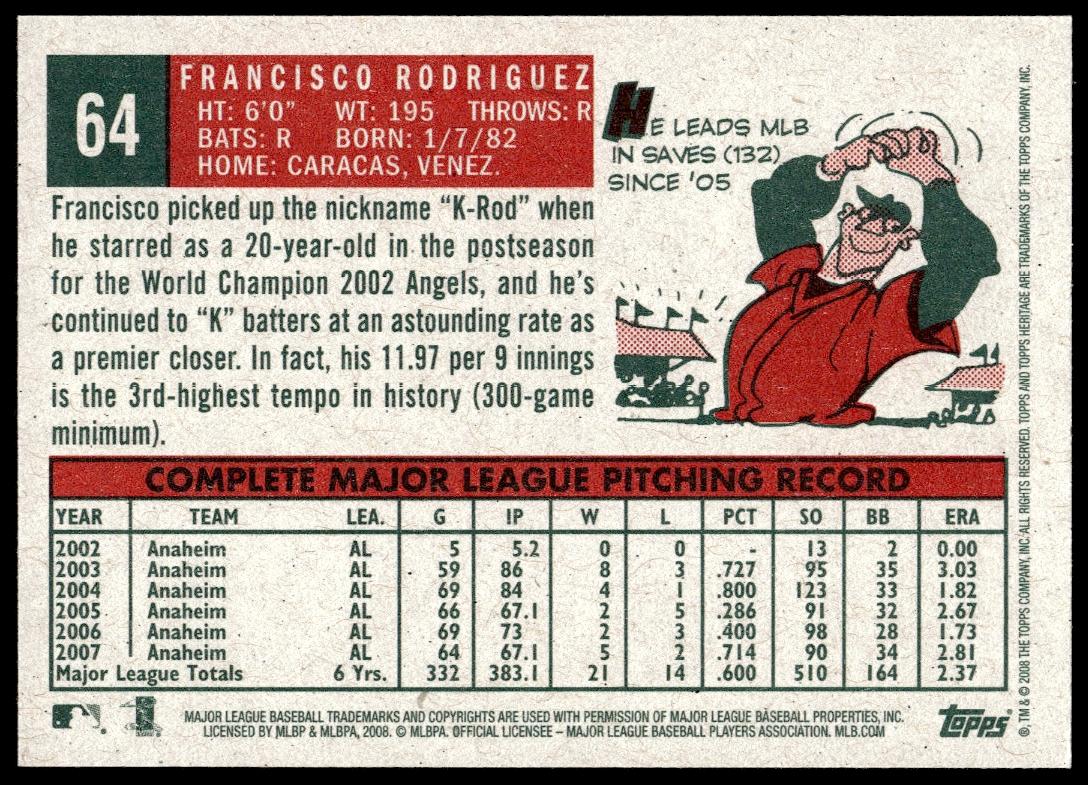 64
FRANCISCO RODRIGUEZ
HT: 6'0" WT: 195 THROWS: R
BATS: R BORN: 1/7/82
HOME: CARACAS, VENEZ.
HE LEADS MLB
IN SAVES (132)
SINCE '05
Francisco picked up the nickname "K-Rod" when
he starred as a 20-year-old in the postseason
for the World Champion 2002 Angels, and he's
continued to "K" batters at an astounding rate as
a premier closer. In fact, his 11.97 per 9 innings
is the 3rd-highest tempo in history (300-game
minimum).
COMPLETE MAJOR LEAGUE PITCHING RECORD
YEAR TEAM LEA. G IP W L PCT SO BB ERA
2002 Anaheim AL 5 5.2 0 0 - 13 2 0.00
2003 Anaheim AL 59 86 8 3 .727 95 35 3.03
2004 Anaheim AL 69 84 4 1 .800 123 33 1.82
2005 Anaheim AL 66 67.1 2 5 .286 91 32 2.67
2006 Anaheim AL 69 73 2 3 .400 98 28 1.73
2007 Anaheim AL 64 67.1 5 2 .714 90 34 2.81
Major League Totals 6 Yrs. 332 383.1 21 14 .600 510 164 2.37
MAJOR LEAGUE BASEBALL TRADEMARKS AND COPYRIGHTS ARE USED WITH PERMISSION OF MAJOR LEAGUE BASEBALL PROPERTIES, INC.
LICENSED BY MLBP & MLBPA, 2008. © MLBPA. OFFICIAL LICENSEE – MAJOR LEAGUE BASEBALL PLAYERS ASSOCIATION. MLB.COM
topps®
®, TM & © 2008 THE TOPPS COMPANY, INC. ALL RIGHTS RESERVED. TOPPS AND TOPPS HERITAGE ARE TRADEMARKS OF THE TOPPS COMPANY, INC.